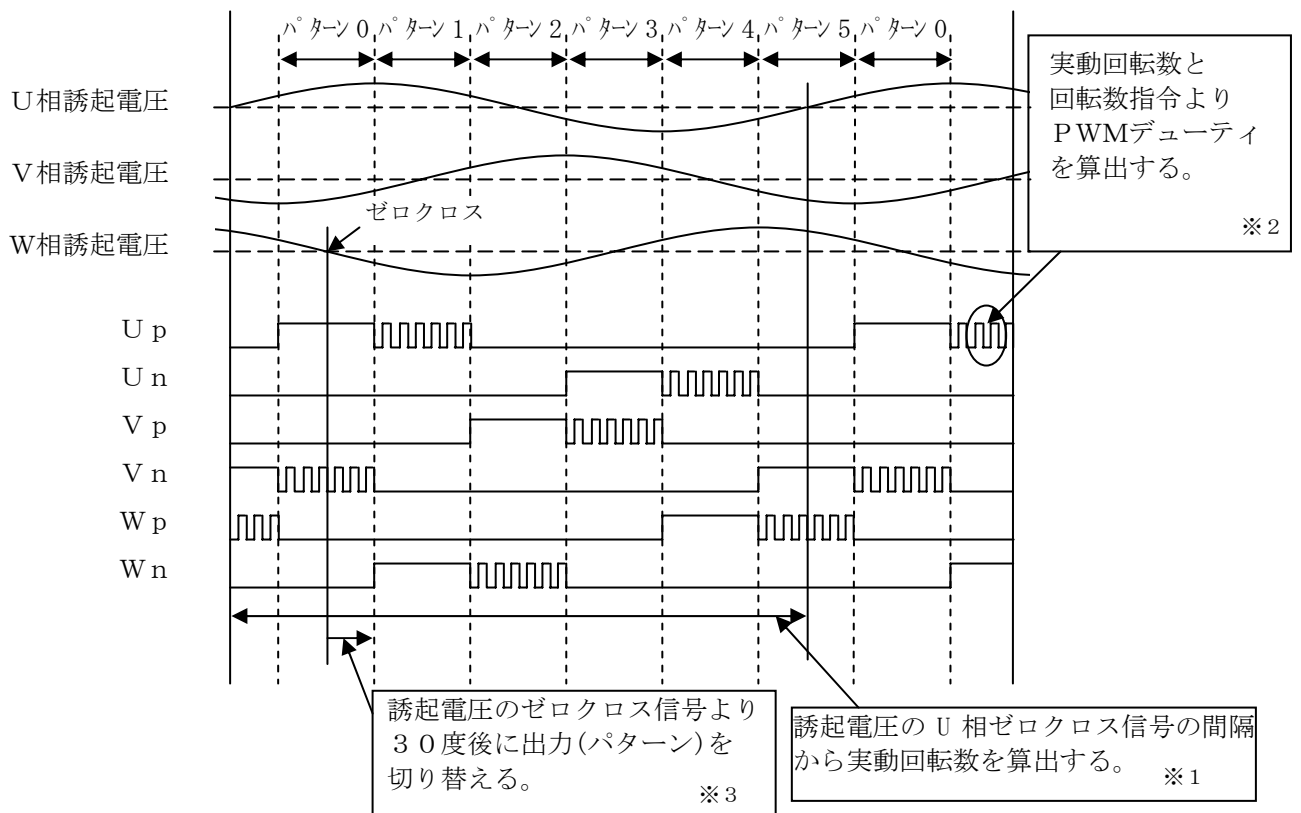 パターン0 パターン1 パターン2 パターン3 パターン4 パターン5 パターン0
U相誘起電圧
V相誘起電圧
W相誘起電圧
ゼロクロス
実動回転数と
回転数指令より
PWMデューティ
を算出する。
※2
Up
Un
Vp
Vn
Wp
Wn
誘起電圧のゼロクロス信号より
30度後に出力(パターン)を
切り替える。
※3
誘起電圧の U 相ゼロクロス信号の間隔
から実動回転数を算出する。
※1